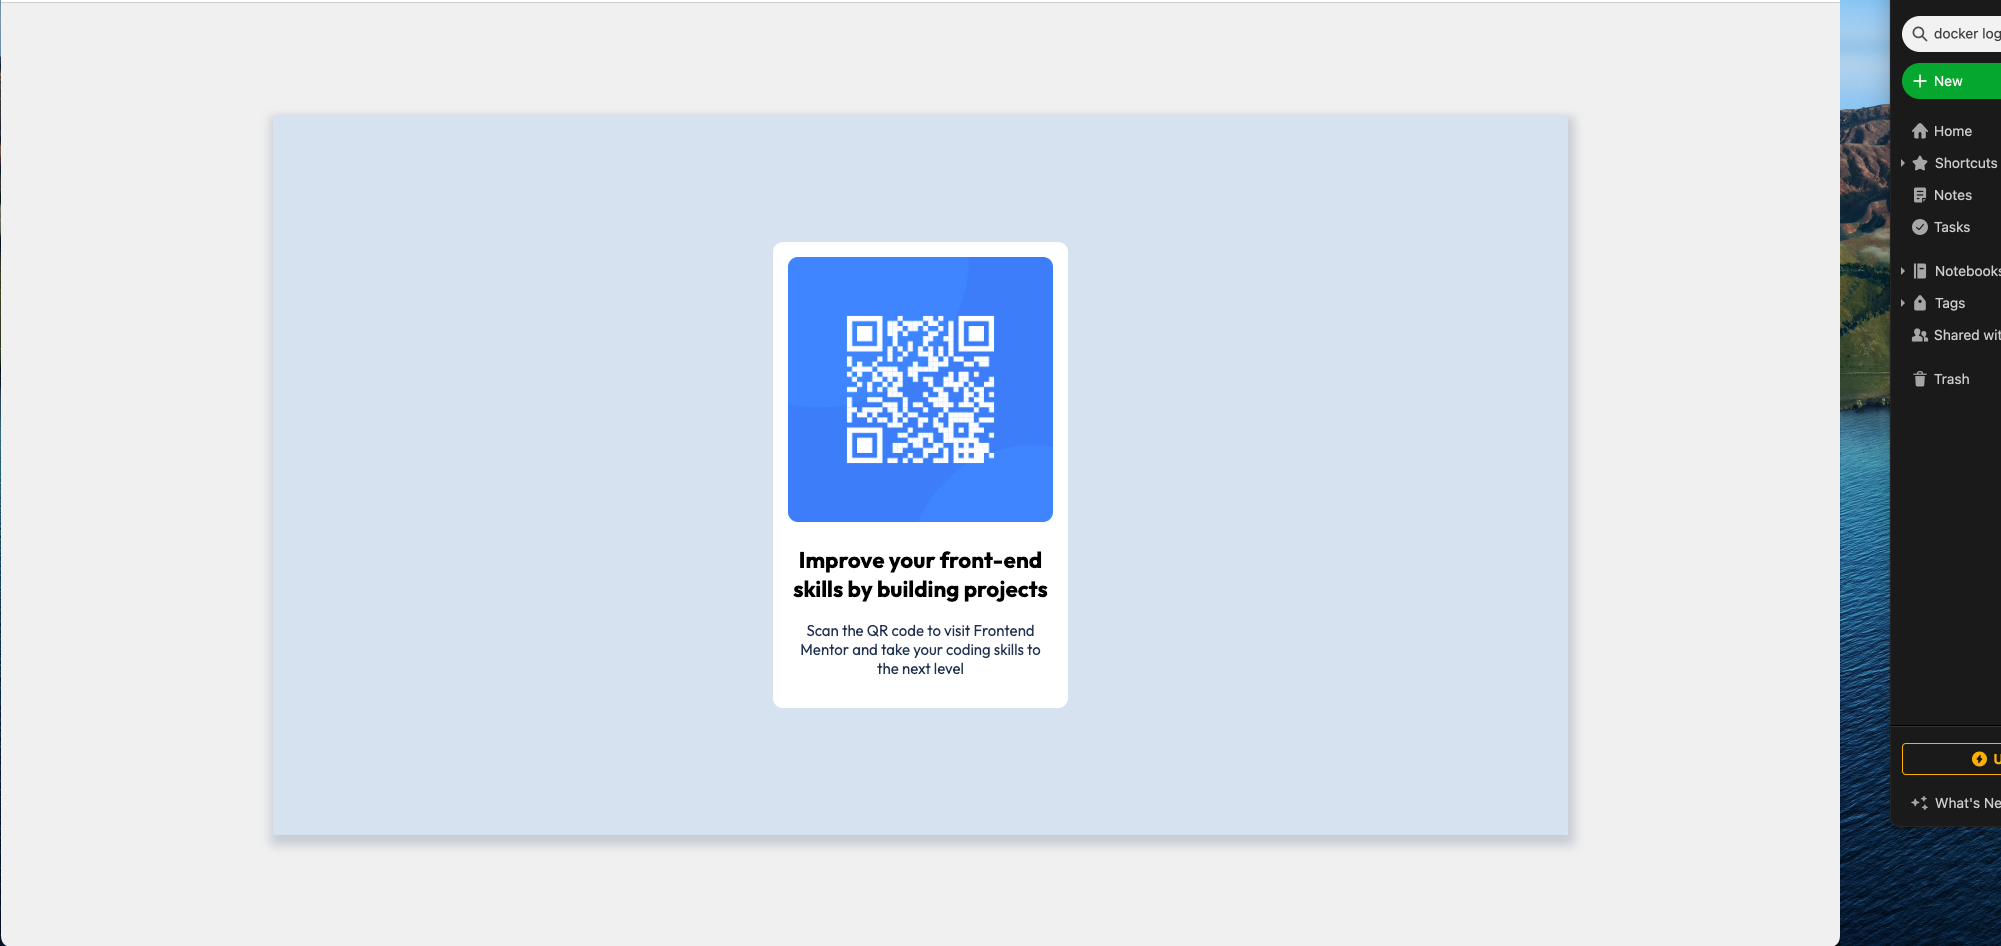 Improve your front-end
skills by building projects
Scan the QR code to visit Frontend
Mentor and take your coding skills to
the next level
docker log
New
Home
Shortcuts
Notes
Tasks
Notebooks
Tags
Shared wit
Trash
U
What's Ne